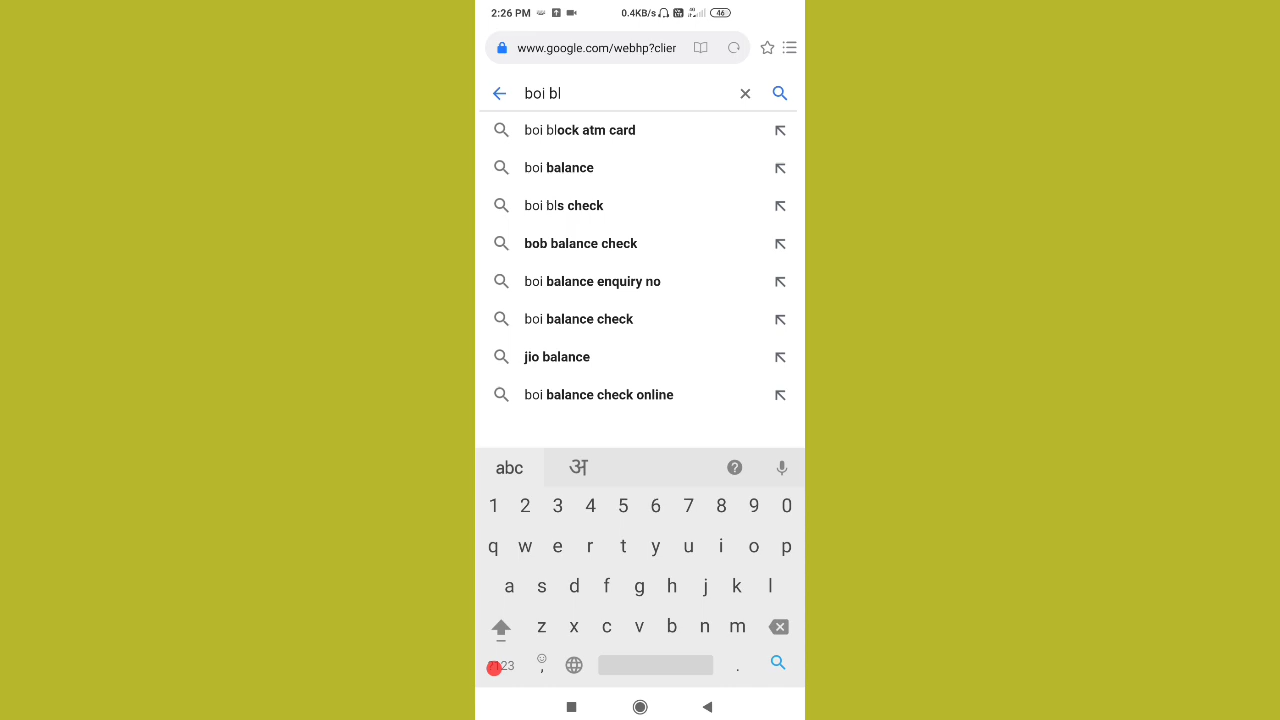 2:26 PM 0.4KB/s 46
www.google.com/webhp?clier
boi bl
boi block atm card
boi balance
boi bls check
bob balance check
boi balance enquiry no
boi balance check
jio balance
boi balance check online
abc अ
1 2 3 4 5 6 7 8 9 0
q w e r t y u i o p
a s d f g h j k l
z x c v b n m
?123 , .